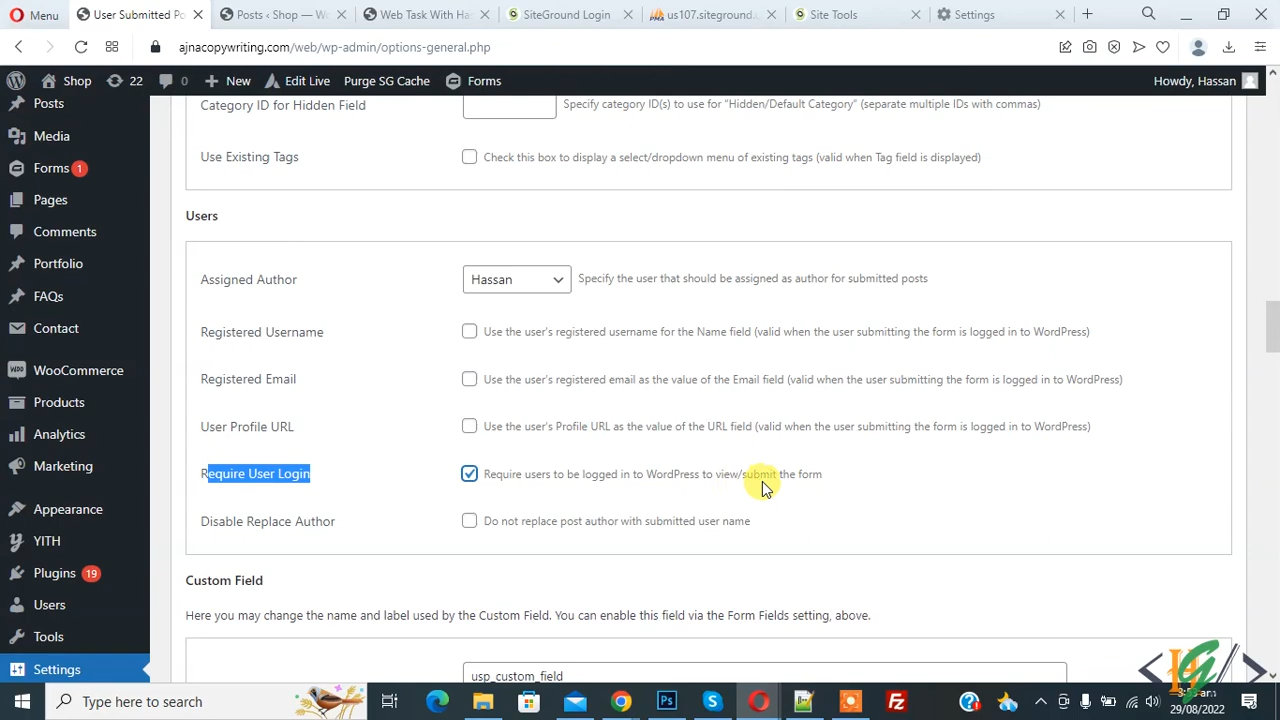 Menu
User Submitted Po
Posts ‹ Shop — Wo
Web Task With Ha
SiteGround Login
us107.siteground.
Site Tools
Settings
ajnacopywriting.com/web/wp-admin/options-general.php
Shop
22
0
New
Edit Live
Purge SG Cache
Forms
Howdy, Hassan
Posts
Media
Forms 1
Pages
Comments
Portfolio
FAQs
Contact
WooCommerce
Products
Analytics
Marketing
Appearance
YITH
Plugins 19
Users
Tools
Settings
Category ID for Hidden Field
Specify category ID(s) to use for “Hidden/Default Category” (separate multiple IDs with commas)
Use Existing Tags
Check this box to display a select/dropdown menu of existing tags (valid when Tag field is displayed)
Users
Assigned Author
Hassan
Specify the user that should be assigned as author for submitted posts
Registered Username
Use the user's registered username for the Name field (valid when the user submitting the form is logged in to WordPress)
Registered Email
Use the user's registered email as the value of the Email field (valid when the user submitting the form is logged in to WordPress)
User Profile URL
Use the user's Profile URL as the value of the URL field (valid when the user submitting the form is logged in to WordPress)
Require User Login
Require users to be logged in to WordPress to view/submit the form
Disable Replace Author
Do not replace post author with submitted user name
Custom Field
Here you may change the name and label used by the Custom Field. You can enable this field via the Form Fields setting, above.
usp_custom_field
Type here to search
29/08/2022